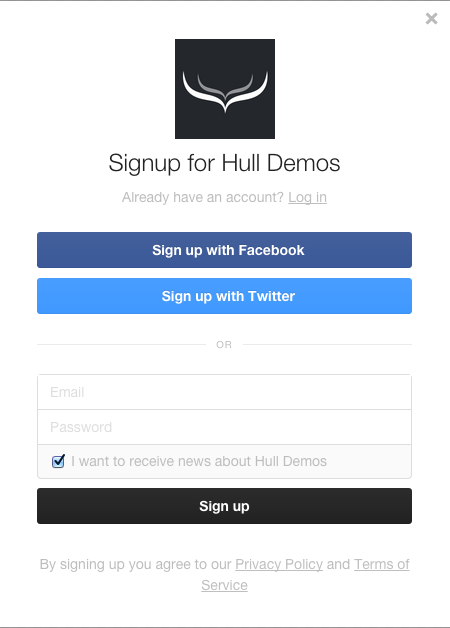 Signup for Hull Demos
Already have an account? Log in
Sign up with Facebook
Sign up with Twitter
OR
Email
Password
I want to receive news about Hull Demos
Sign up
By signing up you agree to our Privacy Policy and Terms of
Service